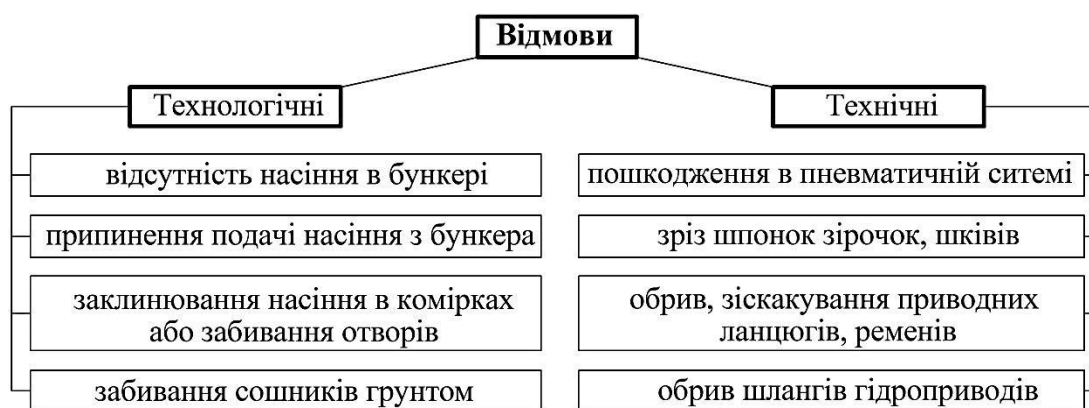 Відмови
Технологічні
відсутність насіння в бункері
припинення подачі насіння з бункера
заклинювання насіння в комірках
або забивання отворів
забивання сошників грунтом
Технічні
пошкодження в пневматичній ситемі
зріз шпонок зірочок, шківів
обрив, зіскакування приводних
ланцюгів, ременів
обрив шлангів гідроприводів